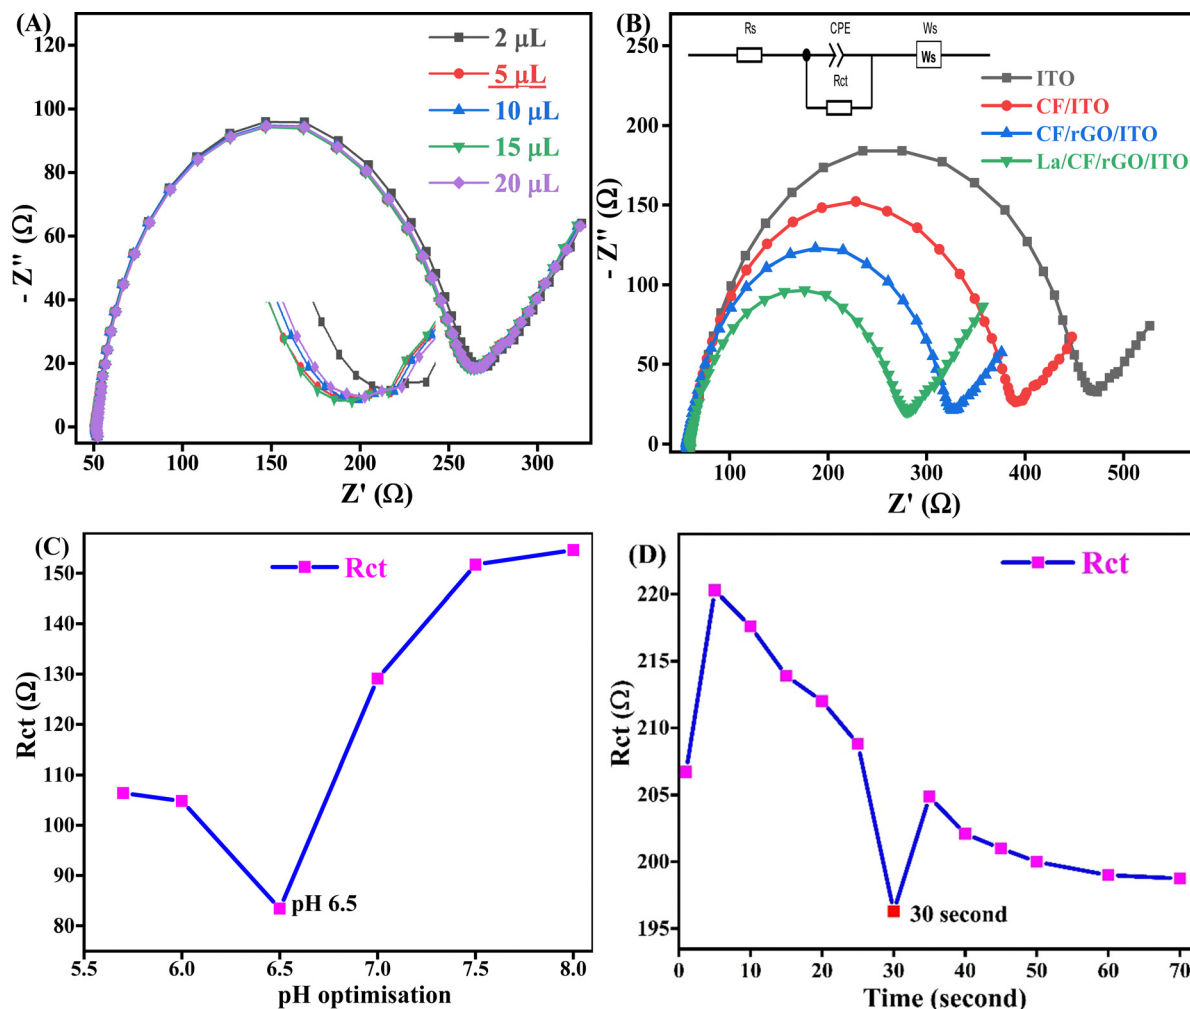 (A)
2 μL
5 μL
10 μL
15 μL
20 μL
120
100
80
60
40
20
0
- Z" (Ω)
50
100
150
200
250
300
Z' (Ω)
(B)
Rs
CPE
Ws
Ws
Rct
ITO
CF/ITO
CF/rGO/ITO
La/CF/rGO/ITO
250
200
150
100
50
0
- Z" (Ω)
100
200
300
400
500
Z' (Ω)
(C)
Rct
150
140
130
120
110
100
90
80
Rct (Ω)
pH 6.5
5.5
6.0
6.5
7.0
7.5
8.0
pH optimisation
(D)
Rct
220
215
210
205
200
195
Rct (Ω)
30 second
0
10
20
30
40
50
60
70
Time (second)